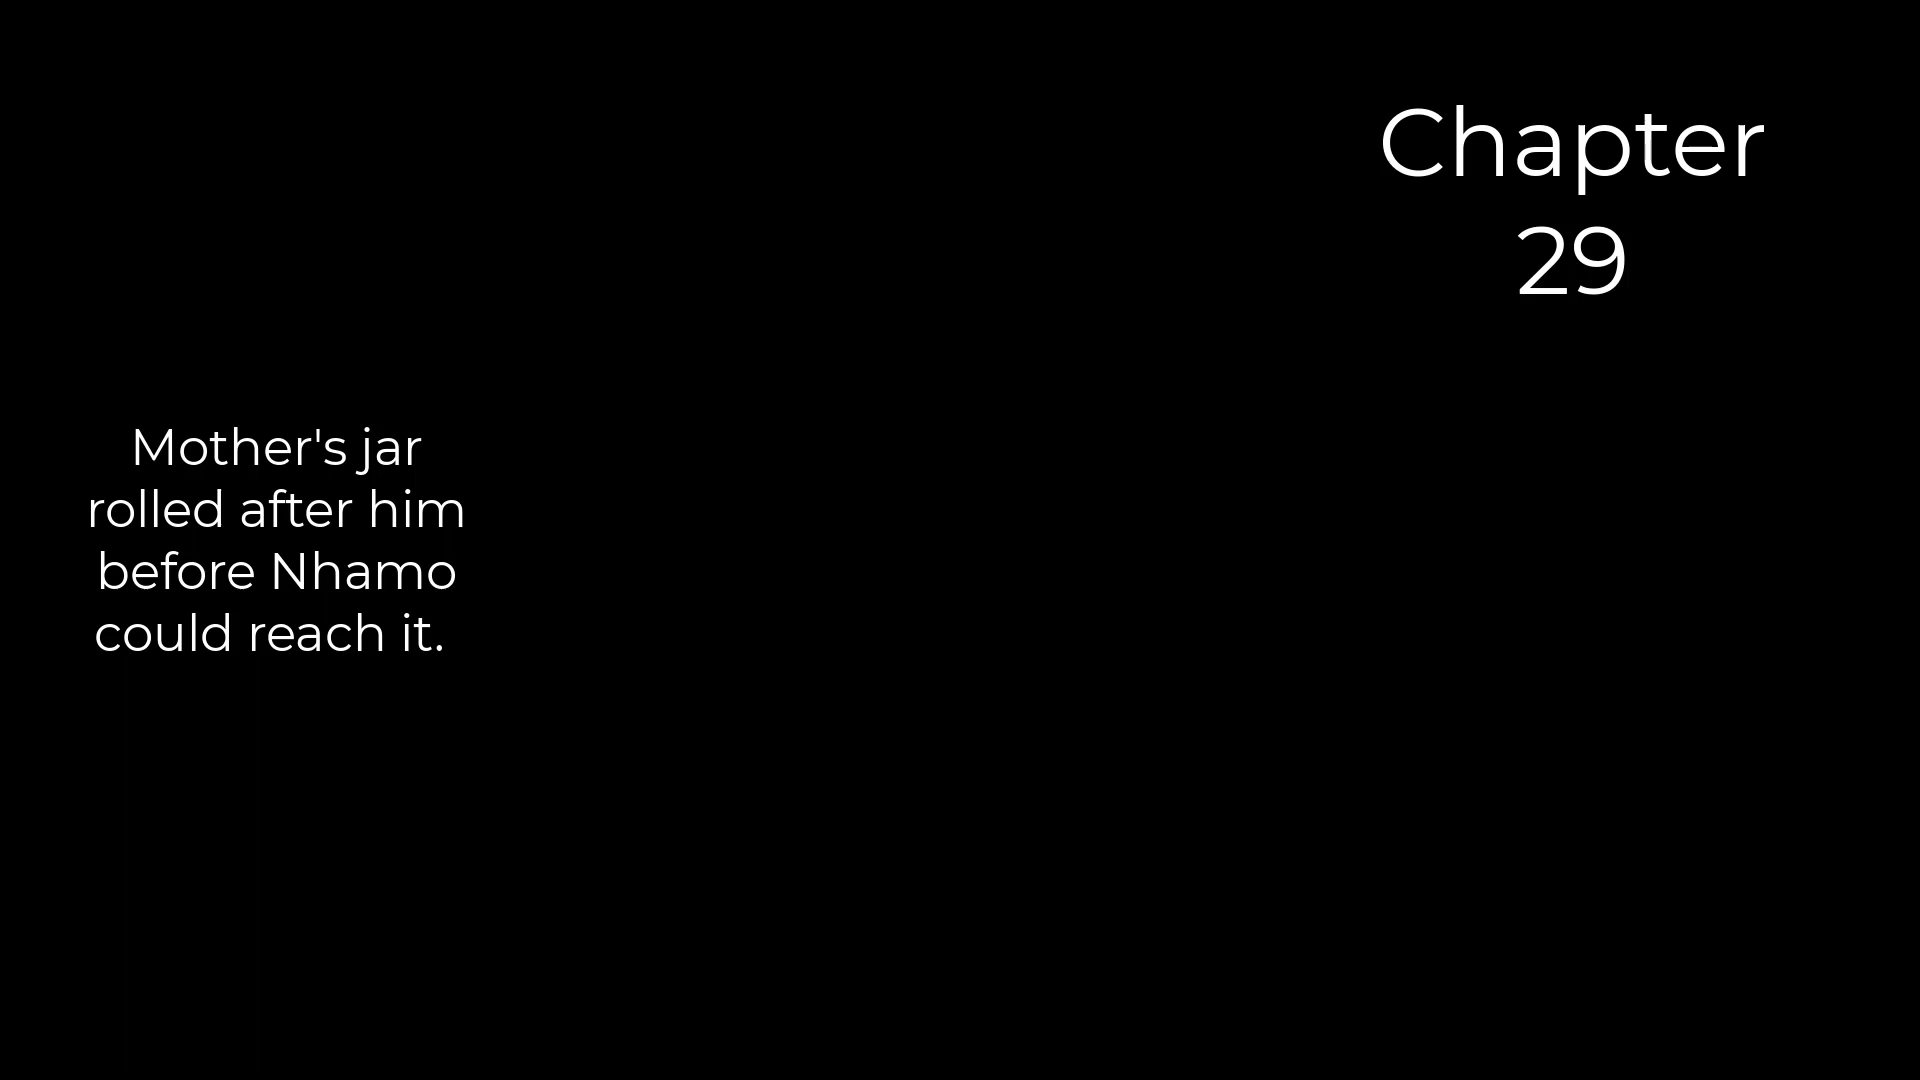 Chapter
29
Mother's jar
rolled after him
before Nhamo
could reach it.